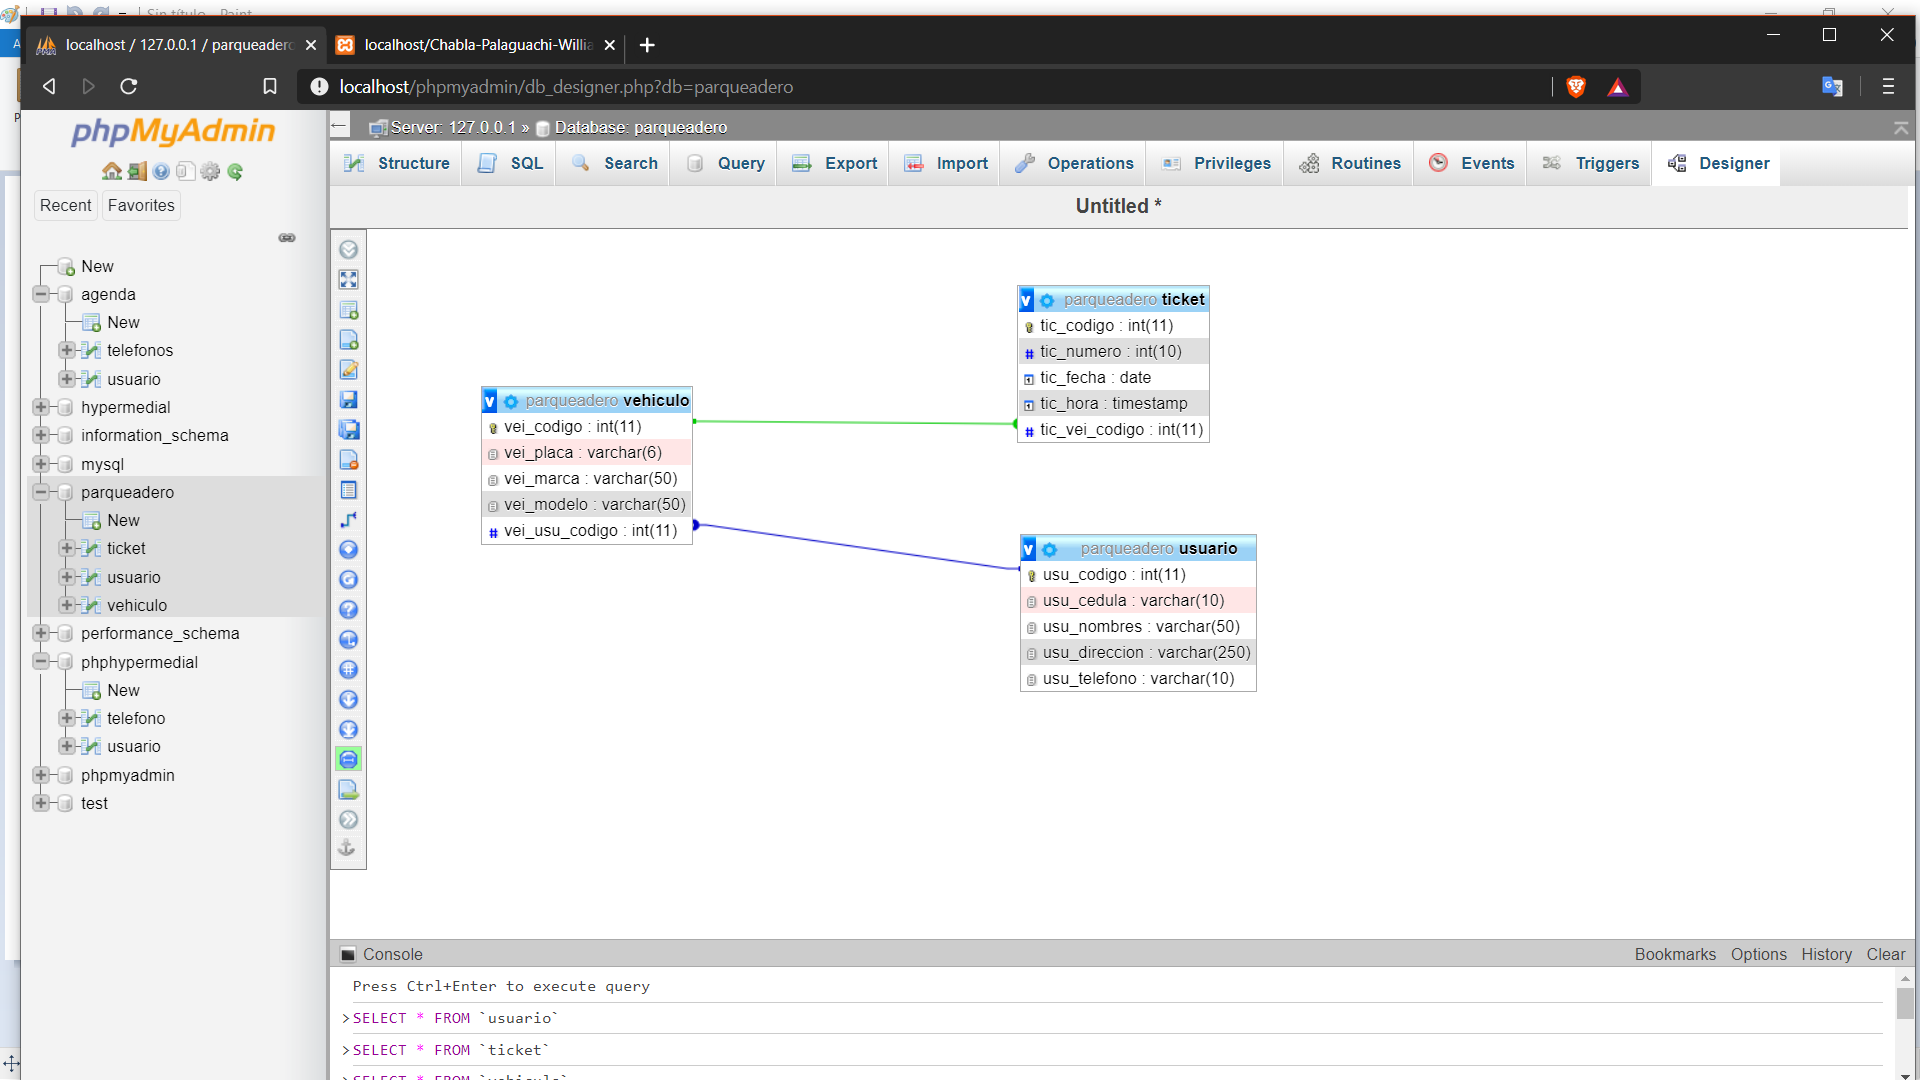 Sin título - Paint
localhost / 127.0.0.1 / parqueadero
localhost/Chabla-Palaguachi-Willia
localhost/phpmyadmin/db_designer.php?db=parqueadero
phpMyAdmin
Recent
Favorites
New
agenda
New
telefonos
usuario
hypermedial
information_schema
mysql
parqueadero
New
ticket
usuario
vehiculo
performance_schema
phphypermedial
New
telefono
usuario
phpmyadmin
test
Server: 127.0.0.1 » Database: parqueadero
Structure
SQL
Search
Query
Export
Import
Operations
Privileges
Routines
Events
Triggers
Designer
Untitled *
v parqueadero vehiculo
vei_codigo : int(11)
vei_placa : varchar(6)
vei_marca : varchar(50)
vei_modelo : varchar(50)
# vei_usu_codigo : int(11)
v parqueadero ticket
tic_codigo : int(11)
# tic_numero : int(10)
tic_fecha : date
tic_hora : timestamp
# tic_vei_codigo : int(11)
v parqueadero usuario
usu_codigo : int(11)
usu_cedula : varchar(10)
usu_nombres : varchar(50)
usu_direccion : varchar(250)
usu_telefono : varchar(10)
Console
Bookmarks Options History Clear
Press Ctrl+Enter to execute query
>SELECT * FROM `usuario`
>SELECT * FROM `ticket`
>SELECT * FROM `vehiculo`